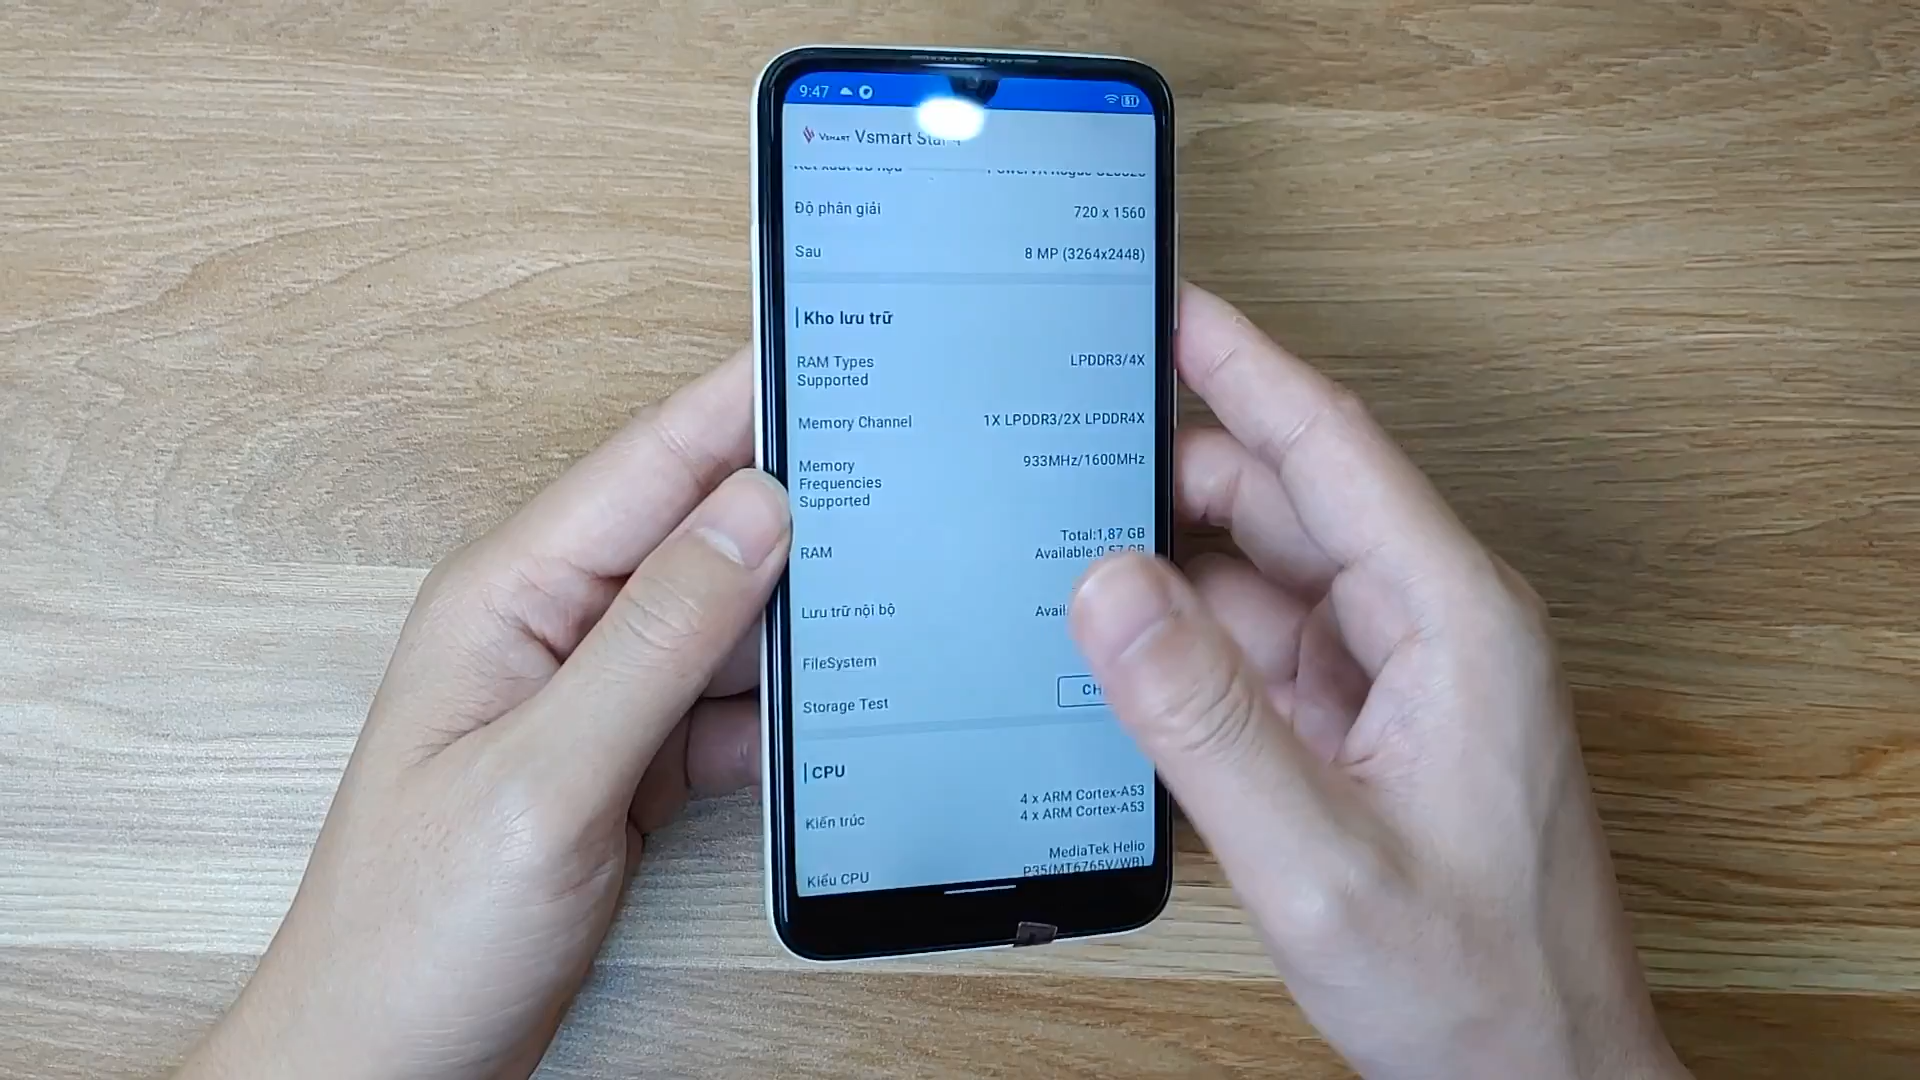 9:47
51
VSMART Vsmart Star 4
Độ phân giải 720 x 1560
Sau 8 MP (3264x2448)
Kho lưu trữ
RAM Types LPDDR3/4X
Supported
Memory Channel 1X LPDDR3/2X LPDDR4X
Memory 933MHz/1600MHz
Frequencies
Supported
Total:1,87 GB
RAM Available:0,57 GB
Lưu trữ nội bộ
FileSystem
Storage Test
CPU
4 x ARM Cortex-A53
Kiến trúc 4 x ARM Cortex-A53
MediaTek Helio
Kiểu CPU P35(MT6765V/WB)